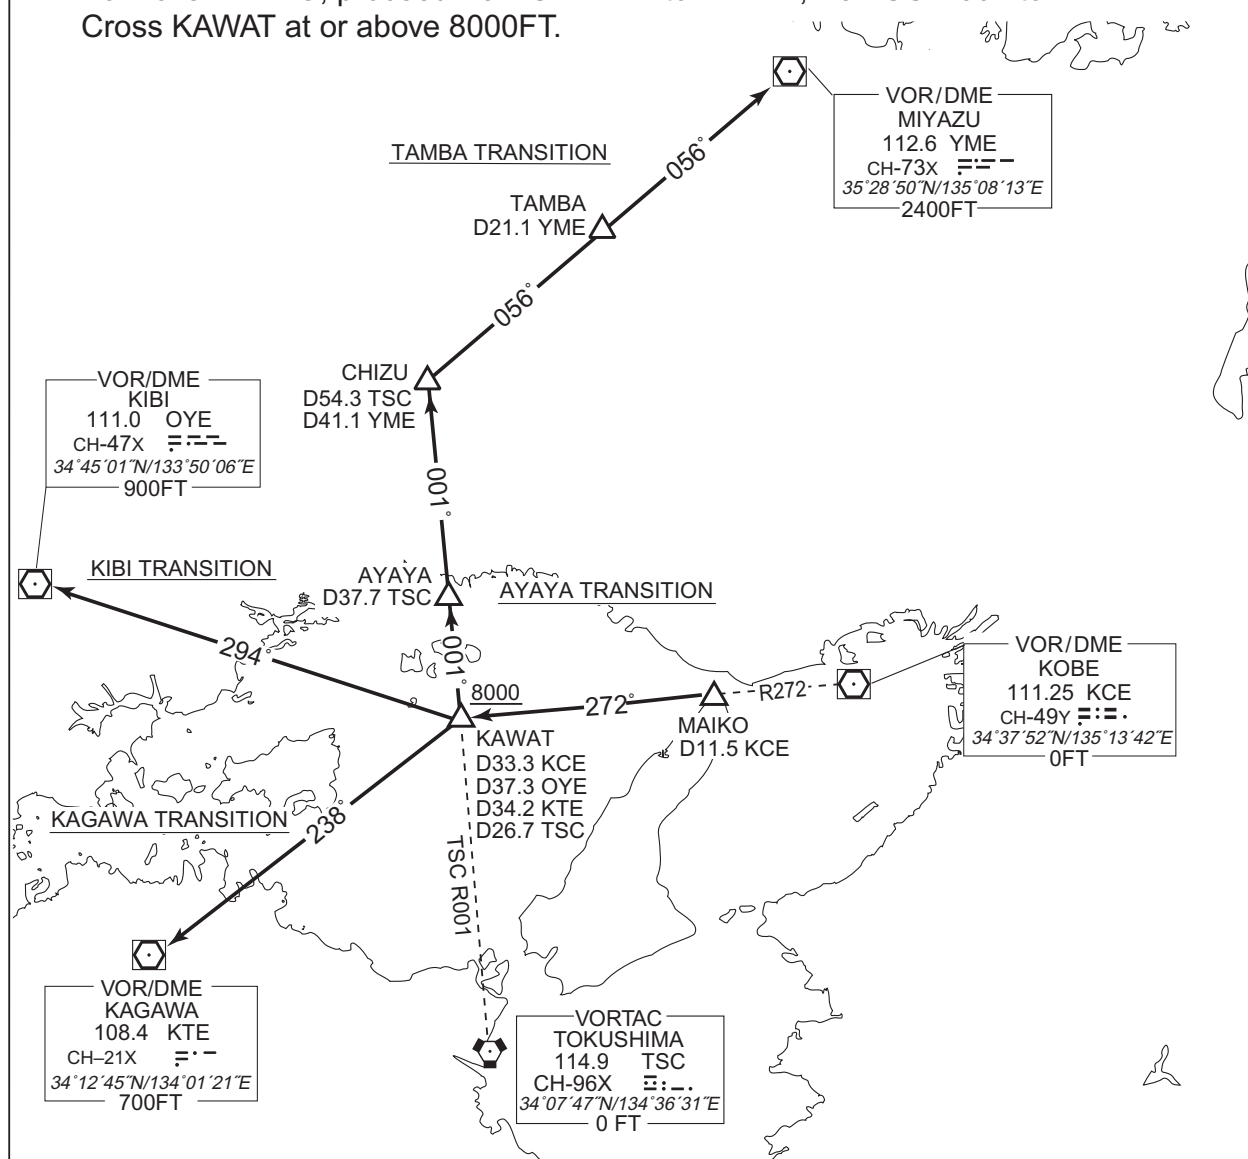 Cross KAWAT at or above 8000FT.
VOR/DME
MIYAZU
112.6 YME
CH-73X
35°28´50˝N/135°08´13˝E
2400FT
TAMBA TRANSITION
056°
TAMBA
D21.1 YME
056°
CHIZU
D54.3 TSC
D41.1 YME
VOR/DME
KIBI
111.0 OYE
CH-47X
34°45´01˝N/133°50´06˝E
900FT
001°
KIBI TRANSITION
AYAYA
D37.7 TSC
AYAYA TRANSITION
294°
001°
8000
272°
R272
MAIKO
D11.5 KCE
VOR/DME
KOBE
111.25 KCE
CH-49Y
34°37´52˝N/135°13´42˝E
0FT
KAWAT
D33.3 KCE
D37.3 OYE
D34.2 KTE
D26.7 TSC
KAGAWA TRANSITION
238°
TSC R001
VOR/DME
KAGAWA
108.4 KTE
CH–21X
34°12´45˝N/134°01´21˝E
700FT
VORTAC
TOKUSHIMA
114.9 TSC
CH-96X
34°07´47˝N/134°36´31˝E
0 FT